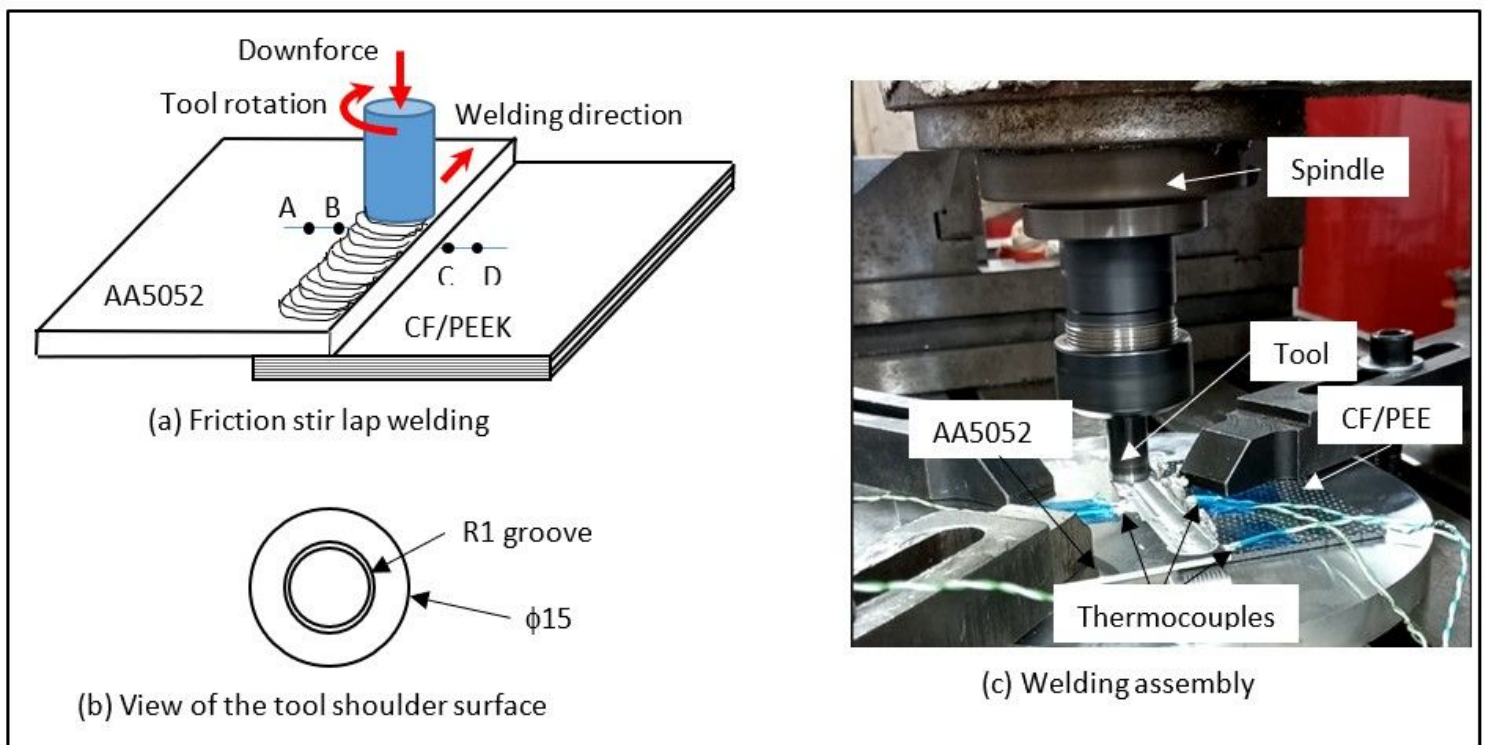 Downforce
Tool rotation
Welding direction
A
B
C
D
AA5052
CF/PEEK
(a) Friction stir lap welding
R1 groove
ϕ15
(b) View of the tool shoulder surface
Spindle
Tool
CF/PEE
AA5052
Thermocouples
(c) Welding assembly